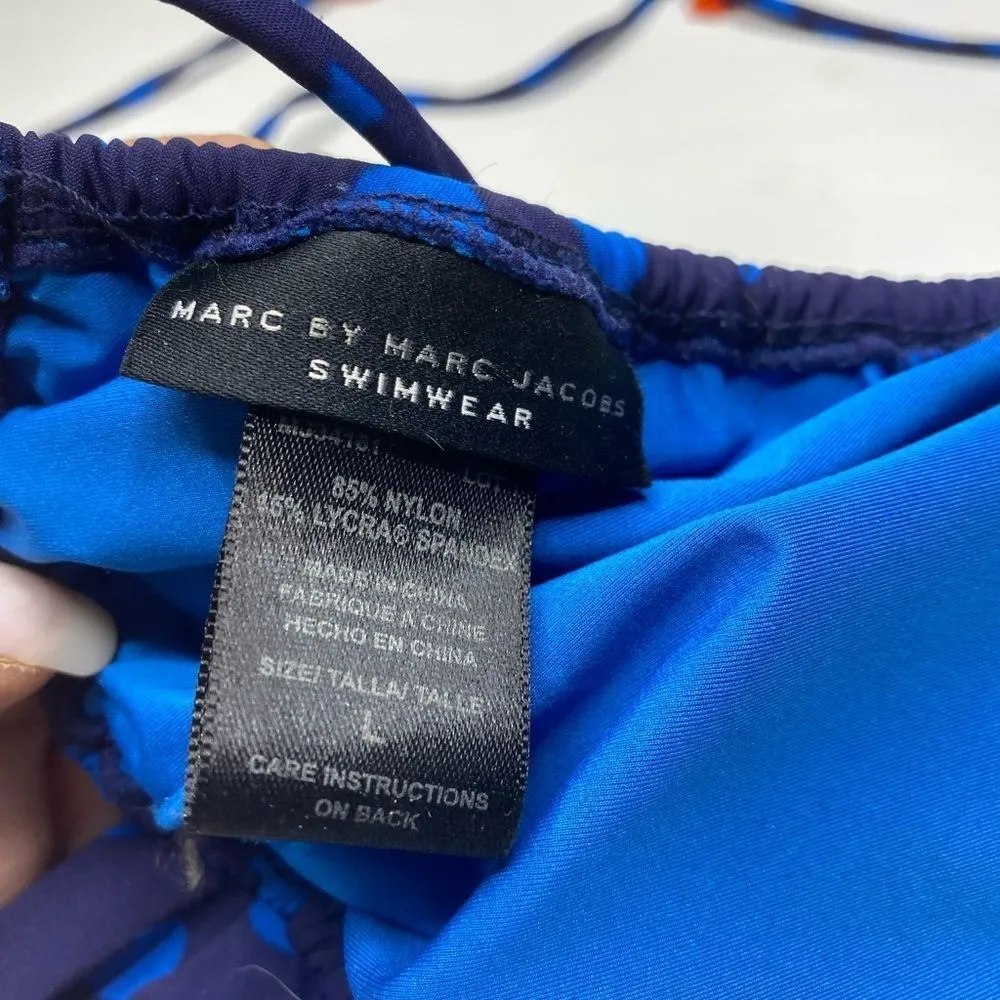 MARC BY MARC JACOBS
SWIMWEAR
85% NYLON
15% LYCRA® SPANDEX
MADE IN CHINA
FABRIQUE A CHINE
HECHO EN CHINA
SIZE/ TALLA/ TALLE
L
CARE INSTRUCTIONS
ON BACK